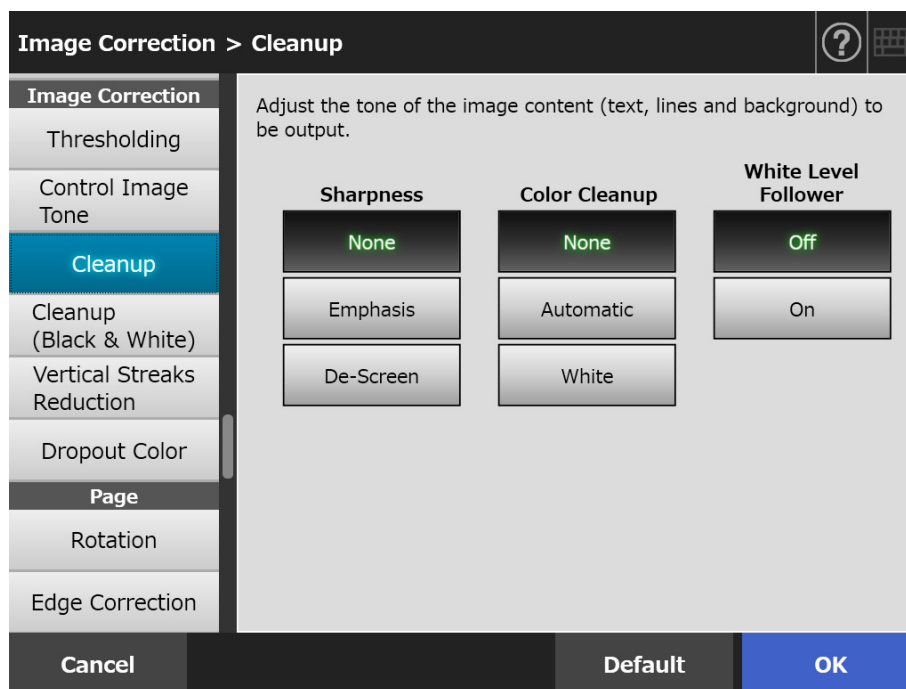 Image Correction > Cleanup
?
Image Correction
Thresholding
Control Image
Tone
Cleanup
Cleanup
(Black & White)
Vertical Streaks
Reduction
Dropout Color
Page
Rotation
Edge Correction
Adjust the tone of the image content (text, lines and background) to
be output.
Sharpness
None
Emphasis
De-Screen
Color Cleanup
None
Automatic
White
White Level
Follower
Off
On
Cancel
Default
OK